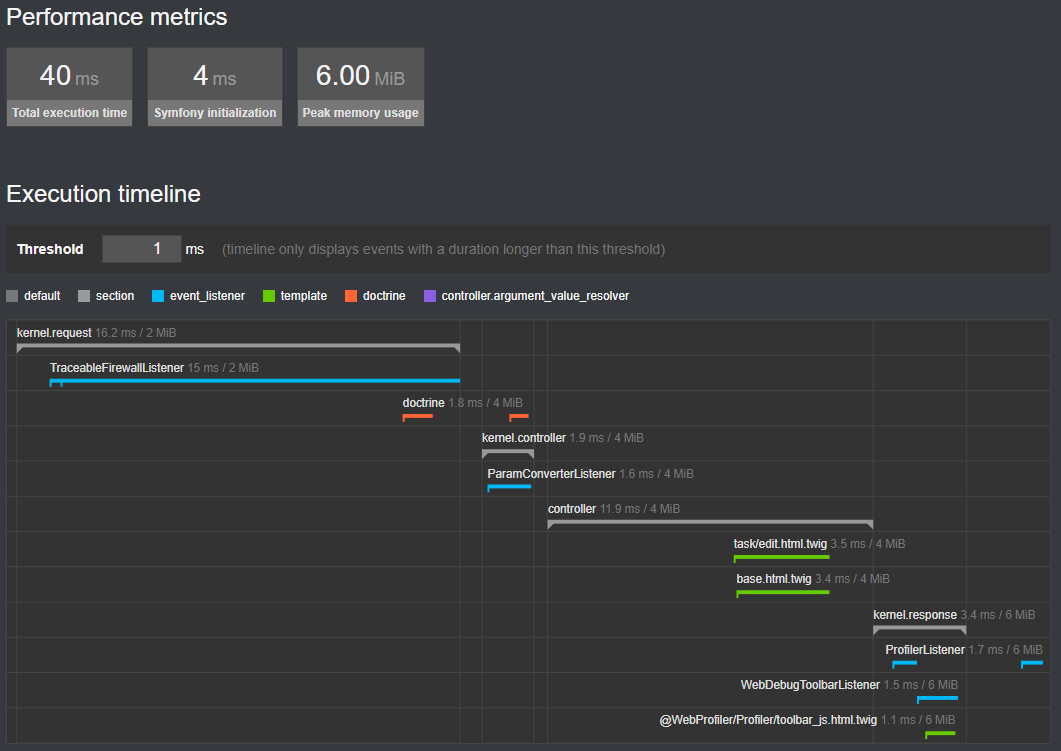 Performance metrics
40 ms
Total execution time
4 ms
Symfony initialization
6.00 MiB
Peak memory usage
Execution timeline
Threshold 1 ms (timeline only displays events with a duration longer than this threshold)
default section event_listener template doctrine controller.argument_value_resolver
kernel.request 16.2 ms / 2 MiB
TraceableFirewallListener 15 ms / 2 MiB
doctrine 1.8 ms / 4 MiB
kernel.controller 1.9 ms / 4 MiB
ParamConverterListener 1.6 ms / 4 MiB
controller 11.9 ms / 4 MiB
task/edit.html.twig 3.5 ms / 4 MiB
base.html.twig 3.4 ms / 4 MiB
kernel.response 3.4 ms / 6 MiB
ProfilerListener 1.7 ms / 6 MiB
WebDebugToolbarListener 1.5 ms / 6 MiB
@WebProfiler/Profiler/toolbar_js.html.twig 1.1 ms / 6 MiB